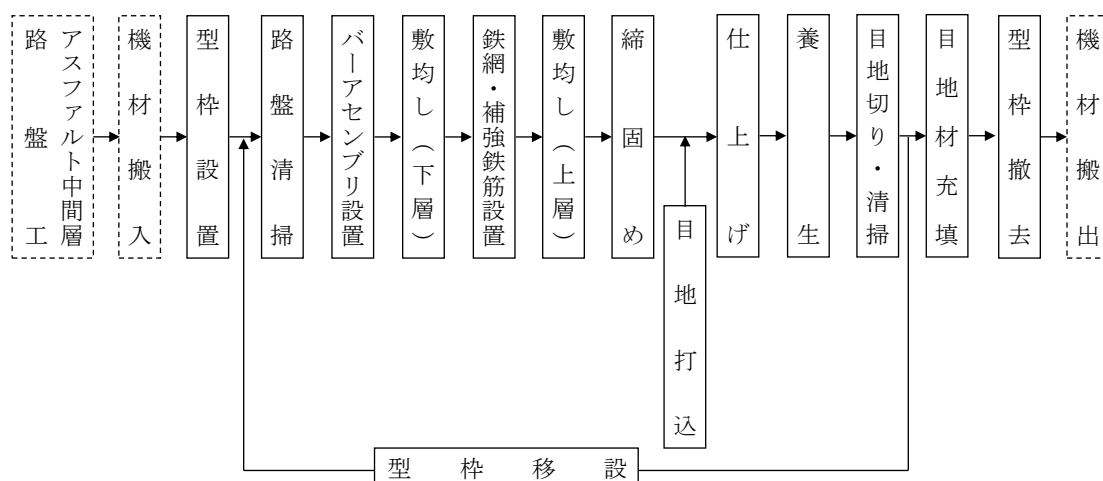 路盤工
アスファルト中間層
機材搬入
型枠設置
路盤清掃
バーアセンブリ設置
敷均し(下層)
鉄網・補強鉄筋設置
敷均し(上層)
締固め
目地打込
仕上げ
養生
目地切り・清掃
目地材充填
型枠撤去
機材搬出
型枠移設